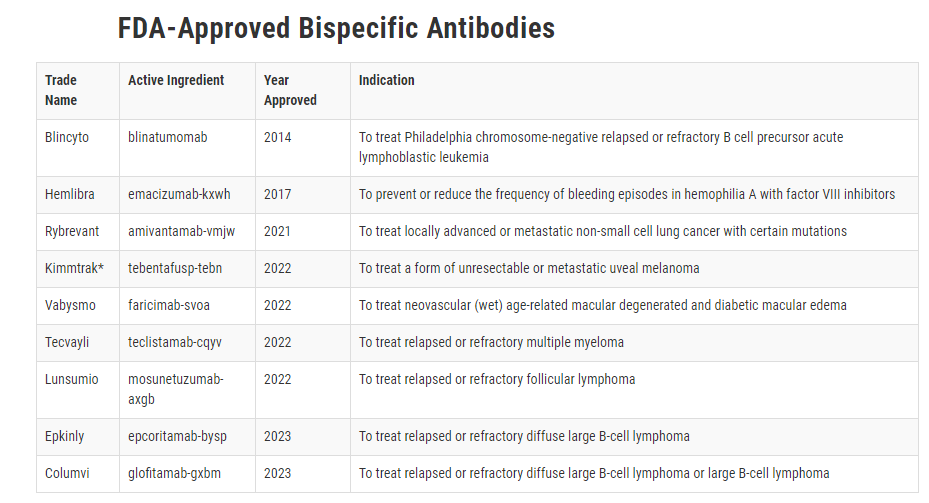 FDA-Approved Bispecific Antibodies
Trade Name Active Ingredient Year Approved Indication
Blincyto blinatumomab 2014 To treat Philadelphia chromosome-negative relapsed or refractory B cell precursor acute
lymphoblastic leukemia
Hemlibra emacizumab-kxwh 2017 To prevent or reduce the frequency of bleeding episodes in hemophilia A with factor VIII inhibitors
Rybrevant amivantamab-vmjw 2021 To treat locally advanced or metastatic non-small cell lung cancer with certain mutations
Kimmtrak* tebentafusp-tebn 2022 To treat a form of unresectable or metastatic uveal melanoma
Vabysmo faricimab-svoa 2022 To treat neovascular (wet) age-related macular degenerated and diabetic macular edema
Tecvayli teclistamab-cqyv 2022 To treat relapsed or refractory multiple myeloma
Lunsumio mosunetuzumab- 2022 To treat relapsed or refractory follicular lymphoma
axgb
Epkinly epcoritamab-bysp 2023 To treat relapsed or refractory diffuse large B-cell lymphoma
Columvi glofitamab-gxbm 2023 To treat relapsed or refractory diffuse large B-cell lymphoma or large B-cell lymphoma